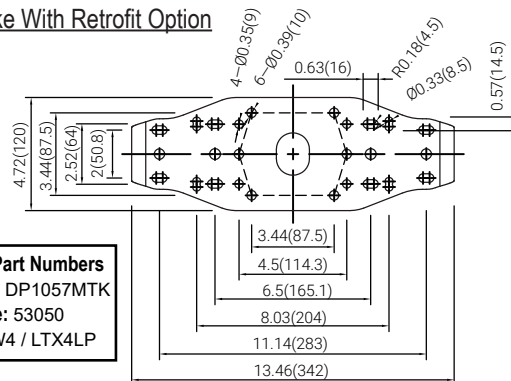 ke With Retrofit Option
4–Ø0.35(9)
6–Ø0.39(10)
0.63(16)
R0.18(4.5)
Ø0.33(8.5)
0.57(14.5)
4.72(120)
3.44(87.5)
2.52(64)
2(50.8)
3.44(87.5)
4.5(114.3)
6.5(165.1)
8.03(204)
11.14(283)
13.46(342)
Part Numbers
DP1057MTK
e: 53050
W4 / LTX4LP